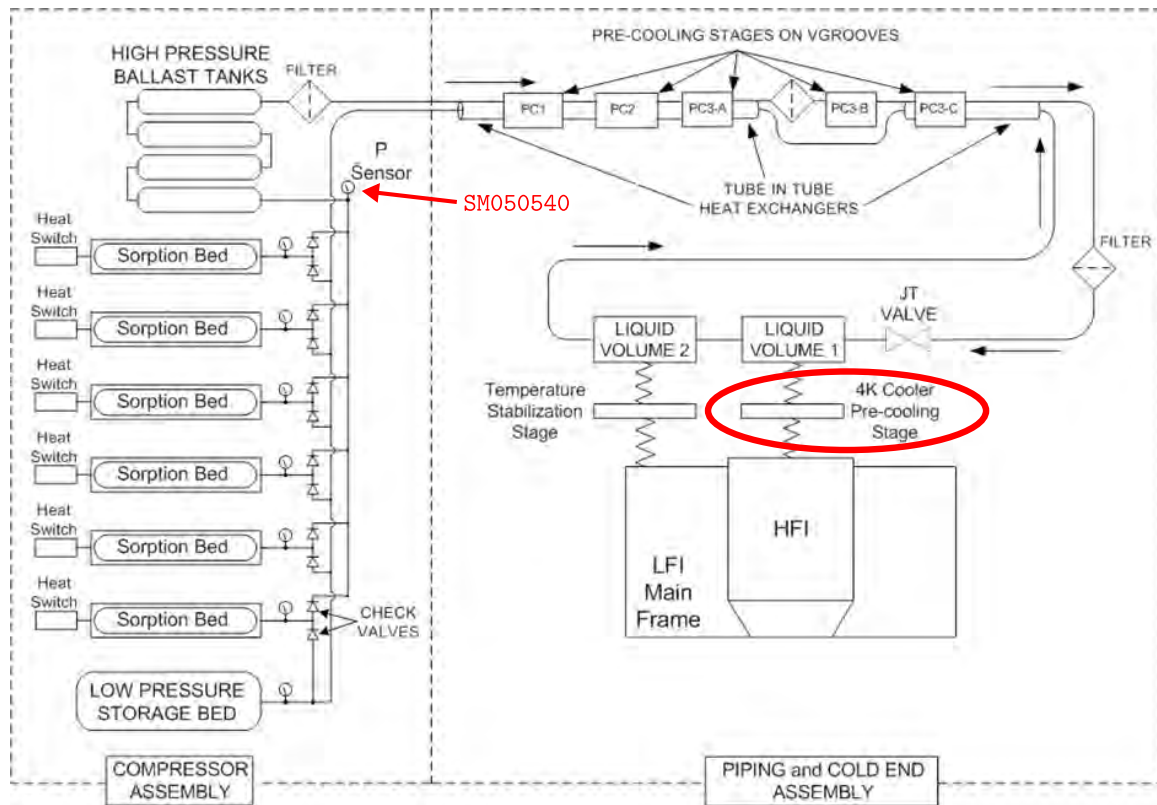 HIGH PRESSURE
BALLAST TANKS
FILTER
PRE-COOLING STAGES ON VGROOVES
PC1
PC2
PC3-A
PC3-B
PC3-C
P
Sensor
SM050540
TUBE IN TUBE
HEAT EXCHANGERS
FILTER
Heat
Switch
Sorption Bed
Heat
Switch
Sorption Bed
Heat
Switch
Sorption Bed
Heat
Switch
Sorption Bed
Heat
Switch
Sorption Bed
Heat
Switch
Sorption Bed
CHECK
VALVES
LOW PRESSURE
STORAGE BED
JT
VALVE
LIQUID
VOLUME 2
LIQUID
VOLUME 1
Temperature
Stabilization
Stage
4K Cooler
Pre-cooling
Stage
HFI
LFI
Main
Frame
COMPRESSOR
ASSEMBLY
PIPING and COLD END
ASSEMBLY